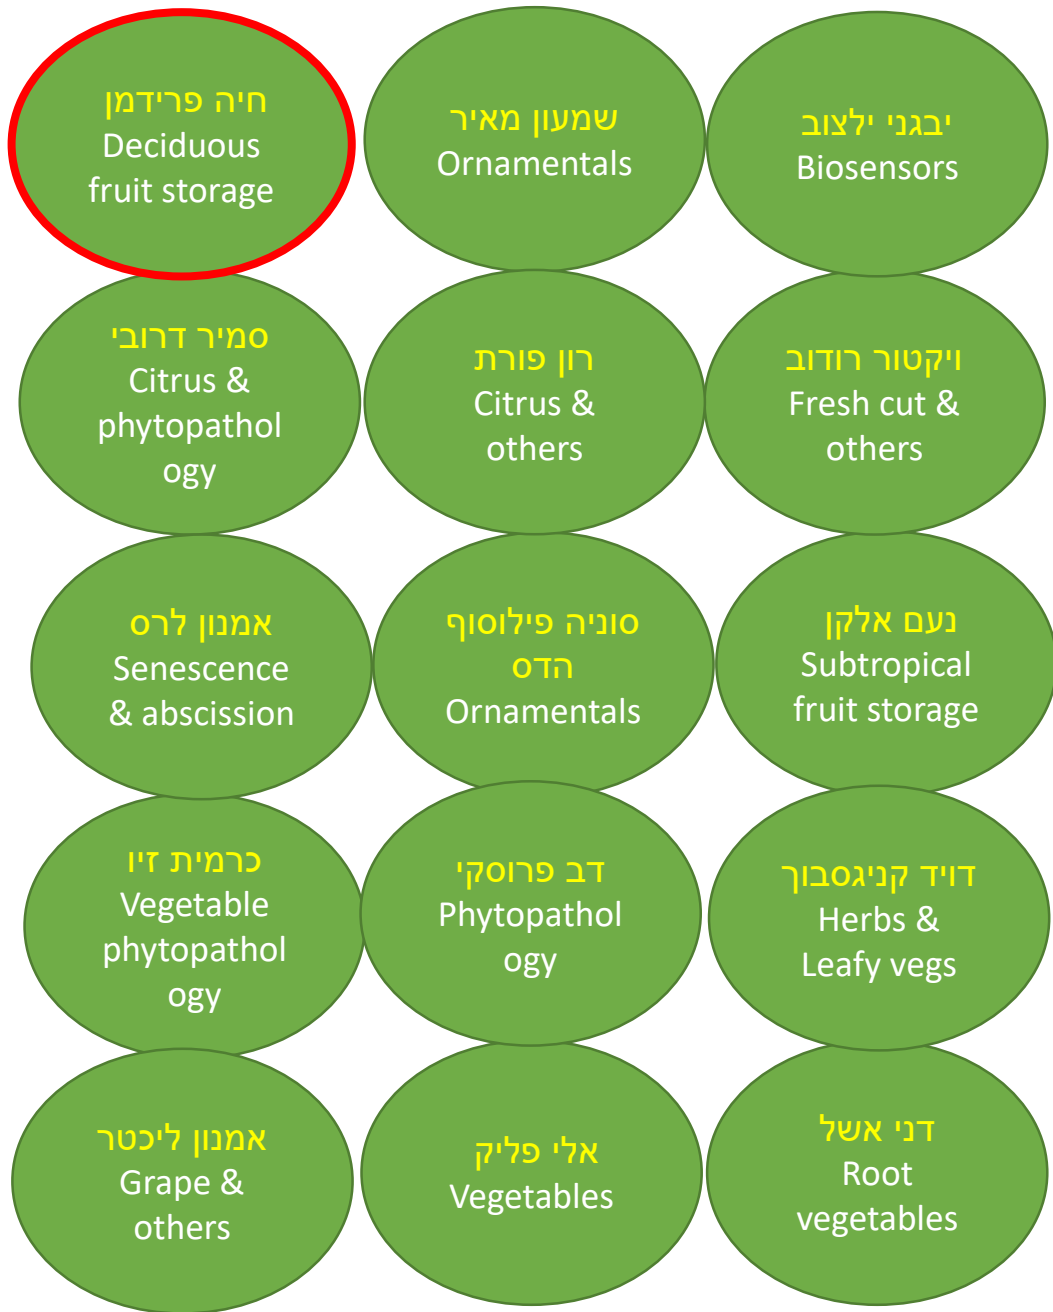 חיה פרידמן
Deciduous
fruit storage
שמעון מאיר
Ornamentals
יבגני ילצוב
Biosensors
סמיר דרובי
Citrus &
phytopathol
ogy
רון פורת
Citrus &
others
ויקטור רודוב
Fresh cut &
others
אמנון לרס
Senescence
& abscission
סוניה פילוסוף
הדס
Ornamentals
נעם אלקן
Subtropical
fruit storage
כרמית זיו
Vegetable
phytopathol
ogy
דב פרוסקי
Phytopathol
ogy
דויד קניגסבוך
Herbs &
Leafy vegs
אמנון ליכטר
Grape &
others
אלי פליק
Vegetables
דני אשל
Root
vegetables